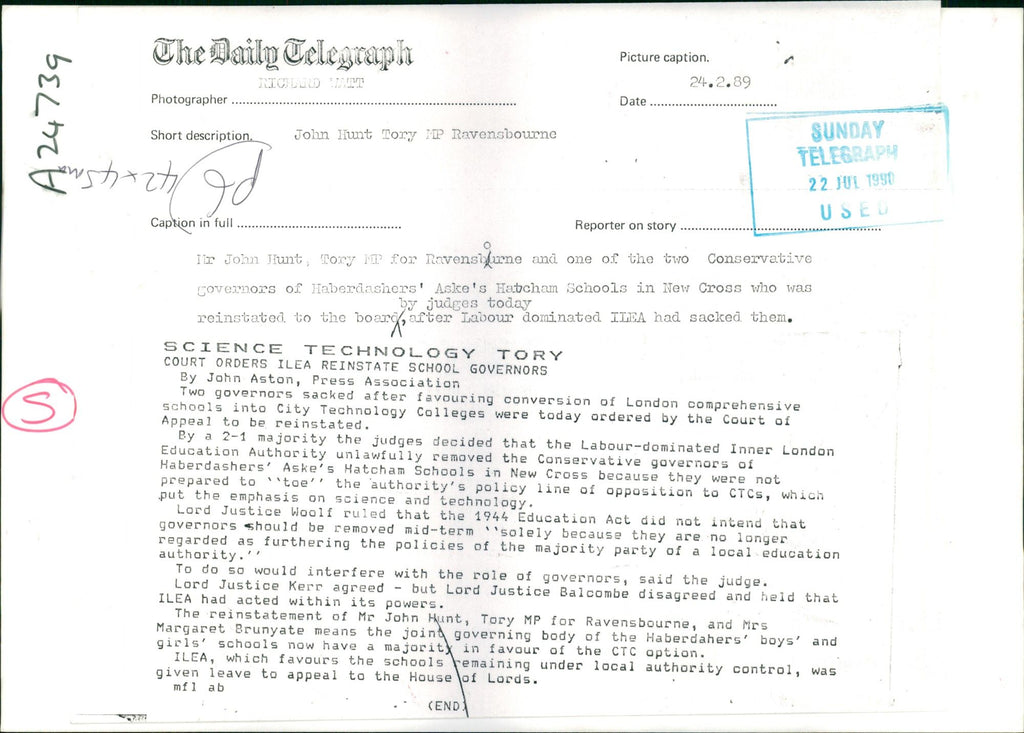 The Daily Telegraph
Picture caption.
RICHARD WATT
24.2.89
Photographer
Date
A24739
Short description.
John Hunt Tory MP Ravensbourne
SUNDAY
TELEGRAPH
22 JUL 1990
USED
P6
42 x 45mm
Caption in full
Reporter on story
Mr John Hunt, Tory MP for Ravensbourne and one of the two Conservative
governors of Haberdashers' Aske's Hatcham Schools in New Cross who was
by judges today
reinstated to the board, after Labour dominated ILEA had sacked them.
S
SCIENCE TECHNOLOGY TORY
COURT ORDERS ILEA REINSTATE SCHOOL GOVERNORS
By John Aston, Press Association
Two governors sacked after favouring conversion of London comprehensive
schools into City Technology Colleges were today ordered by the Court of
Appeal to be reinstated.
By a 2-1 majority the judges decided that the Labour-dominated Inner London
Education Authority unlawfully removed the Conservative governors of
Haberdashers' Aske's Hatcham Schools in New Cross because they were not
prepared to ``toe'' the authority's policy line of opposition to CTCs, which
put the emphasis on science and technology.
Lord Justice Woolf ruled that the 1944 Education Act did not intend that
governors should be removed mid-term ``solely because they are no longer
regarded as furthering the policies of the majority party of a local education
authority.''
To do so would interfere with the role of governors, said the judge.
Lord Justice Kerr agreed - but Lord Justice Balcombe disagreed and held that
ILEA had acted within its powers.
The reinstatement of Mr John Hunt, Tory MP for Ravensbourne, and Mrs
Margaret Brunyate means the joint governing body of the Haberdahers' boys' and
girls' schools now have a majority in favour of the CTC option.
ILEA, which favours the schools remaining under local authority control, was
given leave to appeal to the House of Lords.
mfl ab
(END)